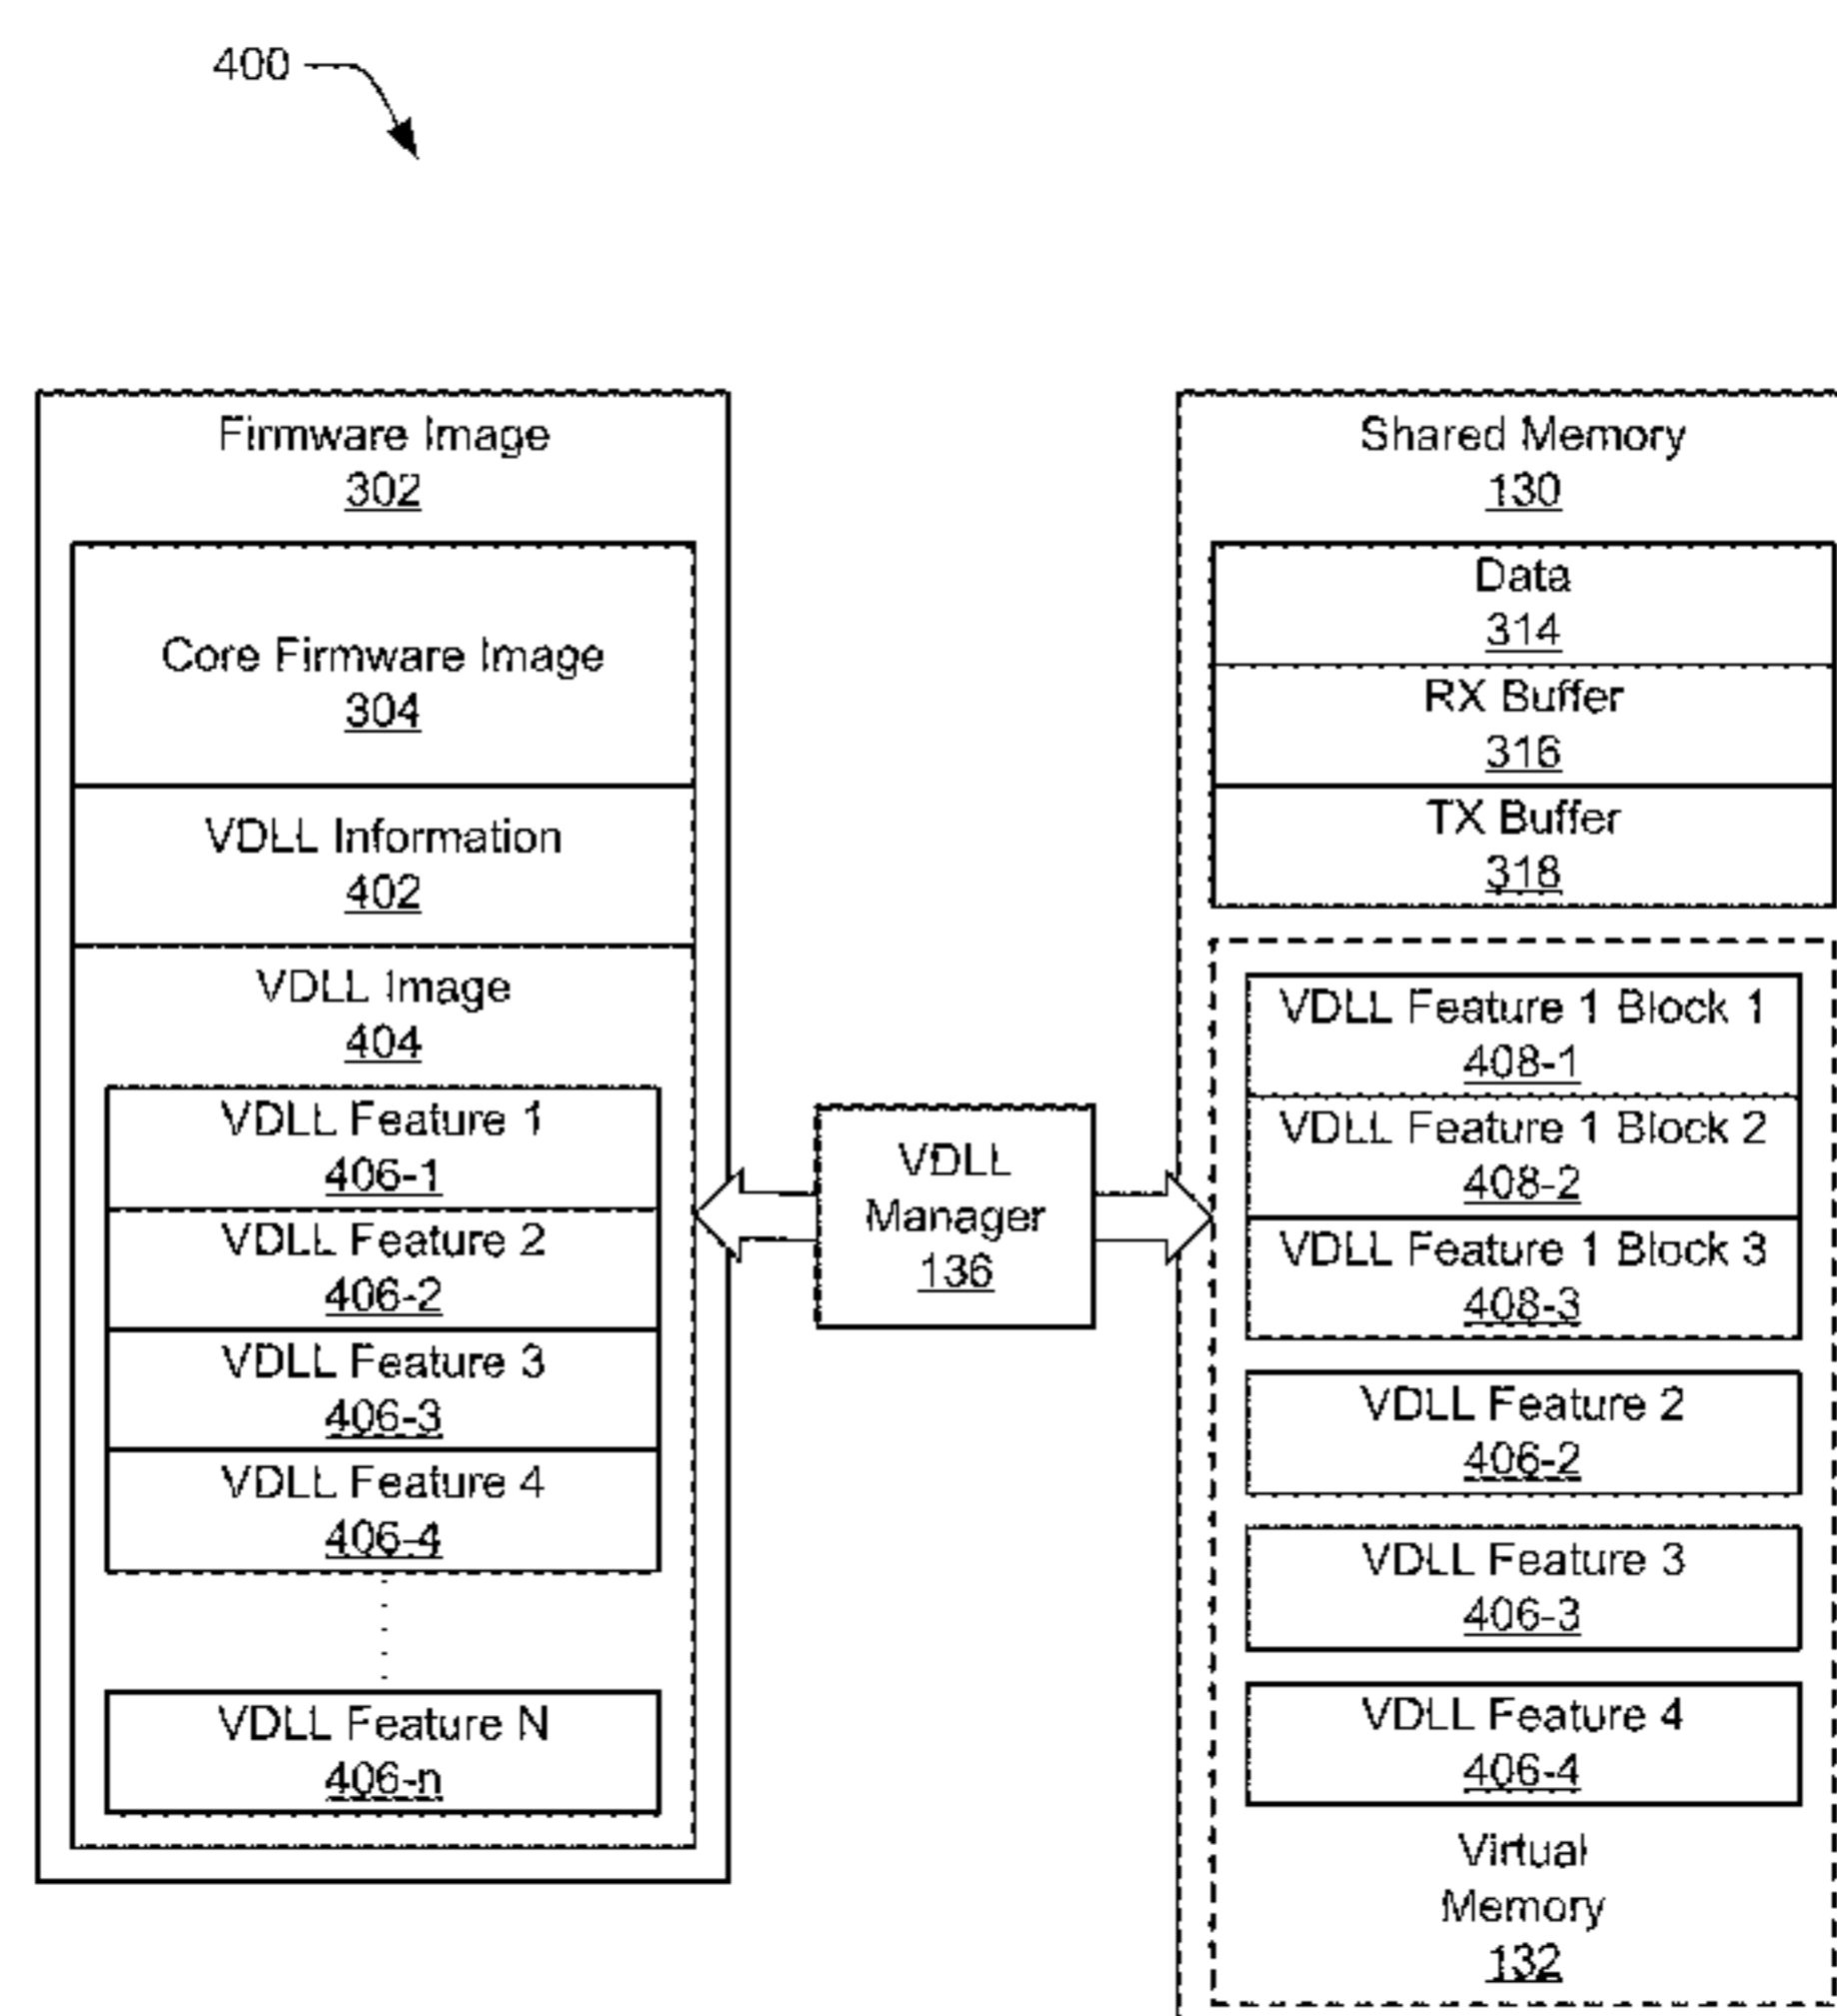 400
Firmware Image
302
Core Firmware Image
304
VDLL Information
402
VDLL Image
404
VDLL Feature 1
406-1
VDLL Feature 2
406-2
VDLL Feature 3
406-3
VDLL Feature 4
406-4
VDLL Feature N
406-n
VDLL
Manager
136
Shared Memory
130
Data
314
RX Buffer
316
TX Buffer
318
VDLL Feature 1 Block 1
408-1
VDLL Feature 1 Block 2
408-2
VDLL Feature 1 Block 3
408-3
VDLL Feature 2
406-2
VDLL Feature 3
406-3
VDLL Feature 4
406-4
Virtual
Memory
132